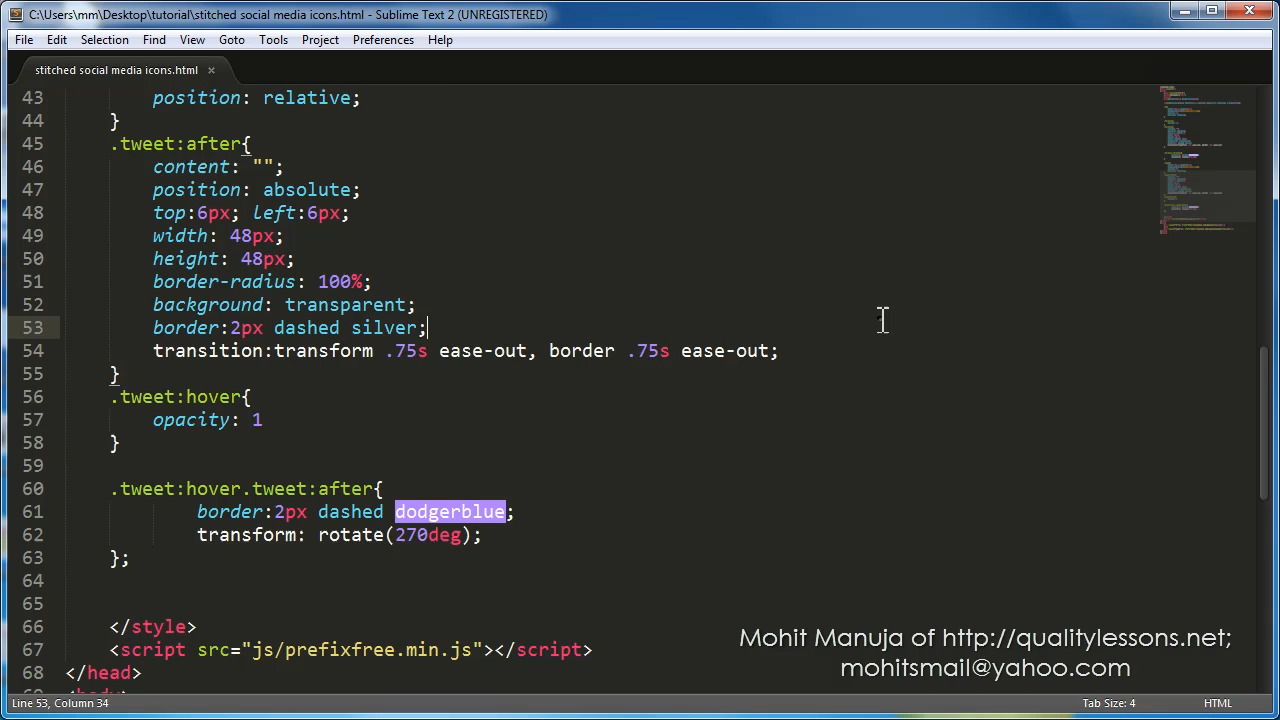 C:\Users\mm\Desktop\tutorial\stitched social media icons.html - Sublime Text 2 (UNREGISTERED)
File Edit Selection Find View Goto Tools Project Preferences Help
stitched social media icons.html ×
43 position: relative;
44 }
45 .tweet:after{
46 content: "";
47 position: absolute;
48 top:6px; left:6px;
49 width: 48px;
50 height: 48px;
51 border-radius: 100%;
52 background: transparent;
53 border:2px dashed silver;
54 transition:transform .75s ease-out, border .75s ease-out;
55 }
56 .tweet:hover{
57 opacity: 1
58 }
59
60 .tweet:hover.tweet:after{
61 border:2px dashed dodgerblue;
62 transform: rotate(270deg);
63 };
64
65
66 </style>
67 <script src="js/prefixfree.min.js"></script>
68 </head>
69 <body>
Mohit Manuja of http://qualitylessons.net;
mohitsmail@yahoo.com
Line 53, Column 34 Tab Size: 4 HTML